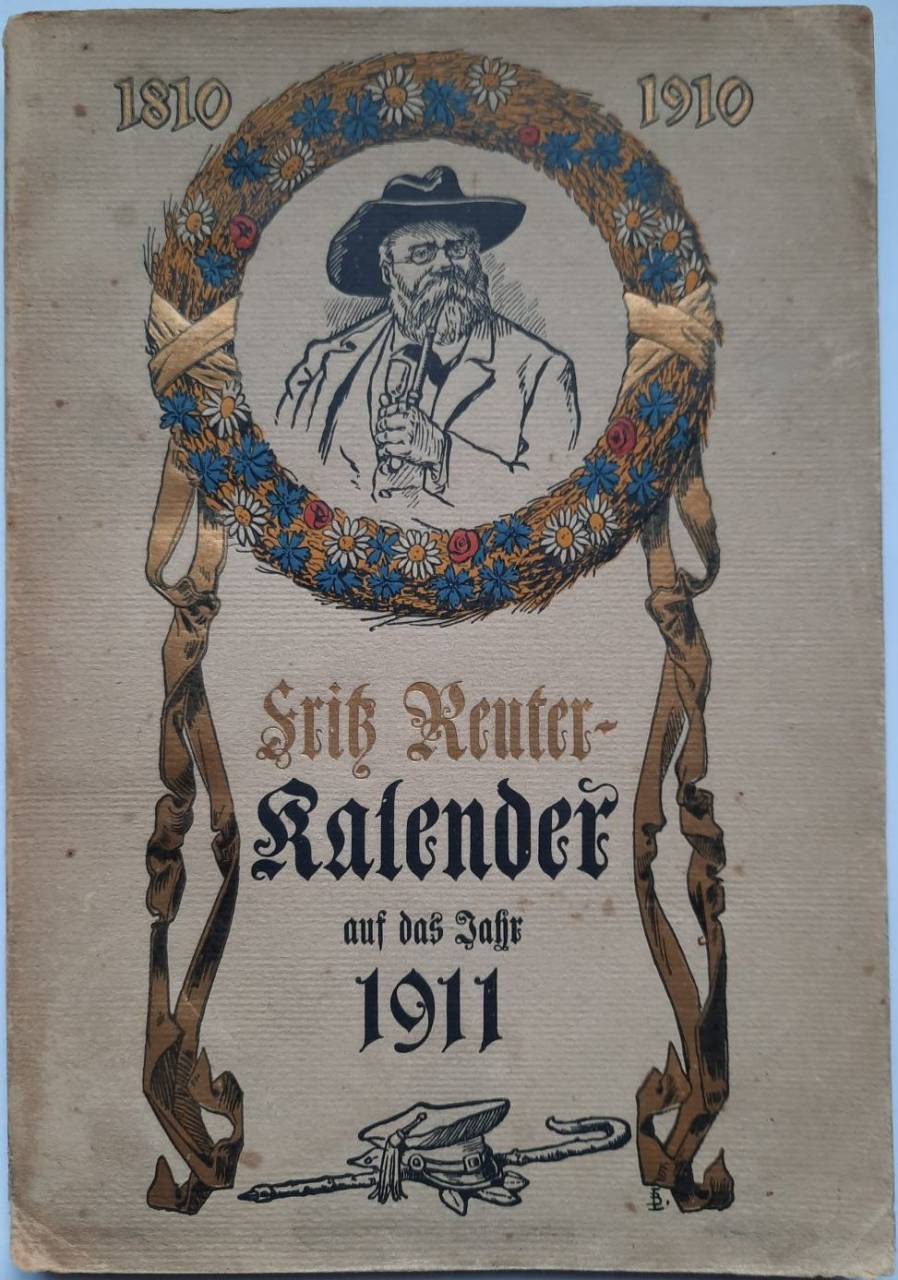 1810 1910
Fritz Reuter-
Kalender
auf das Jahr
1911